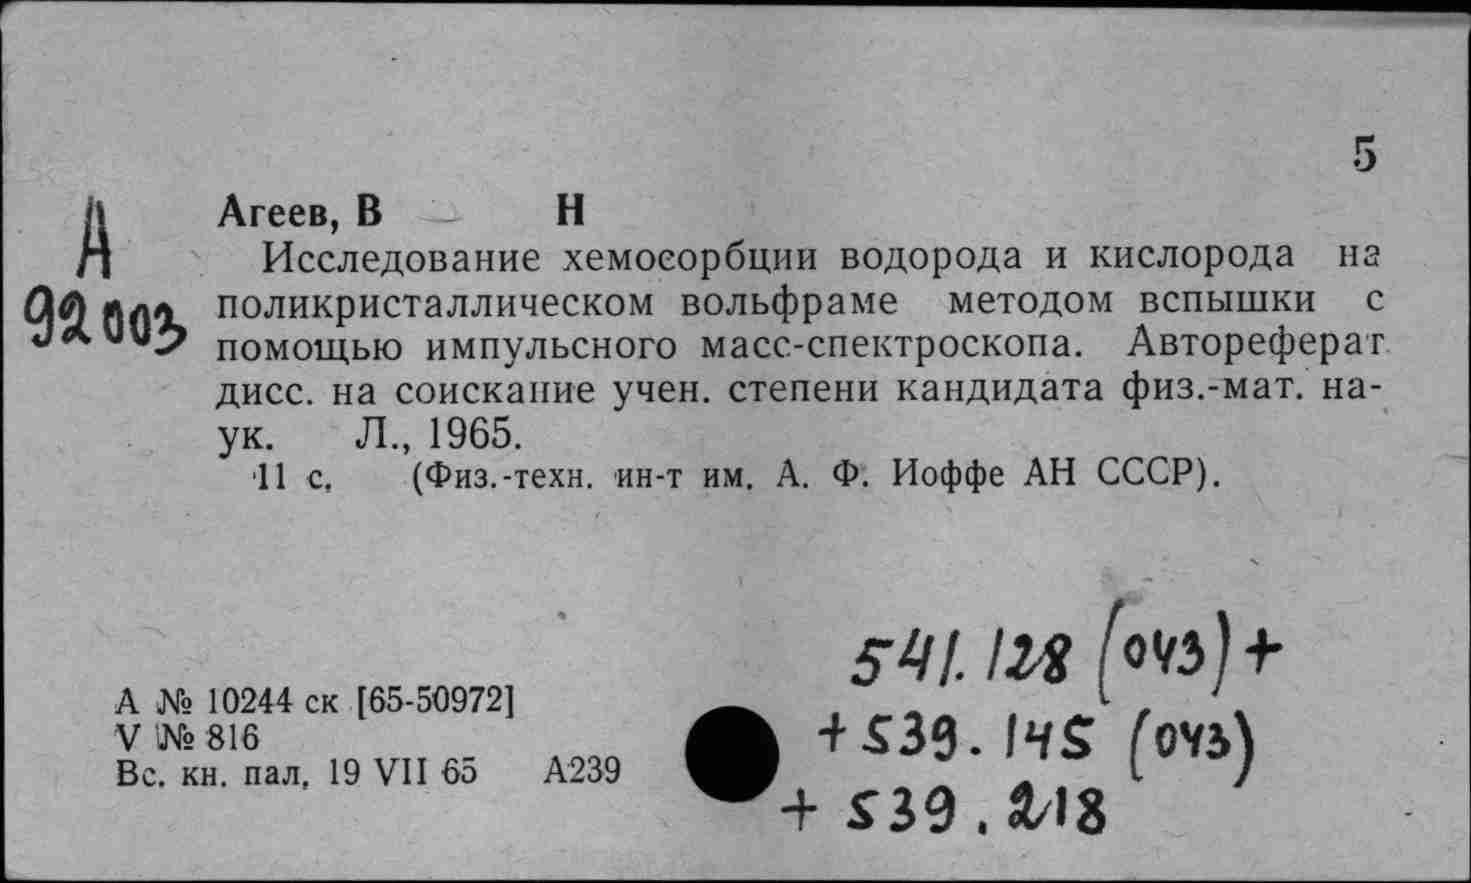 5
А
92003
Агеев, В Н
Исследование хемосорбции водорода и кислорода на
поликристаллическом вольфраме методом вспышки с
помощью импульсного масс-спектроскопа. Автореферат
дисс. на соискание учен. степени кандидата физ.-мат. на-
ук. Л., 1965.
11 с. (Физ.-техн. ин-т им. А. Ф. Иоффе АН СССР).
541.128 (043)+
+539.145 (043)
+ 539.218
А № 10244 ск [65-50972]
V № 816
Вс. кн. пал. 19 VII 65 А239